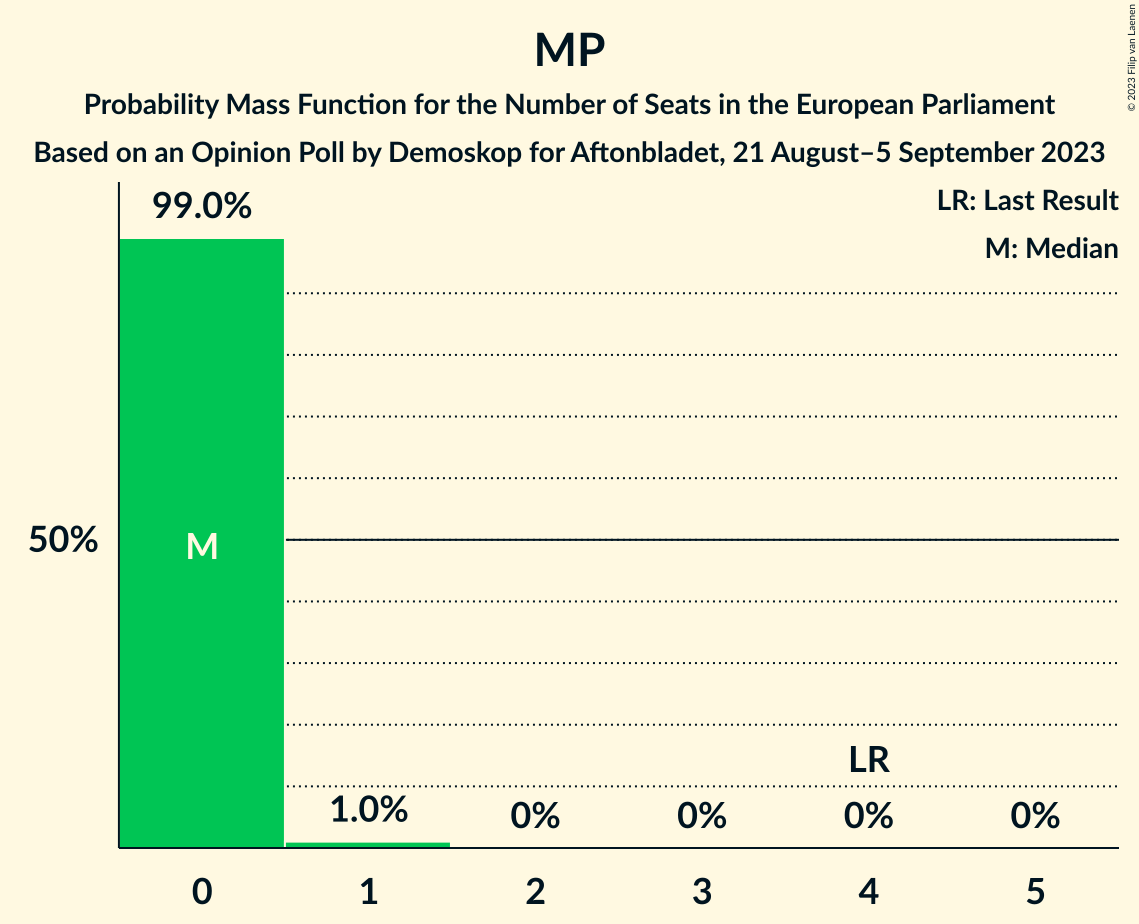 MP
Probability Mass Function for the Number of Seats in the European Parliament
Based on an Opinion Poll by Demoskop for Aftonbladet, 21 August–5 September 2023
© 2023 Filip van Laenen
LR: Last Result
M: Median
99.0%
50%
M
LR
1.0%
0%
0%
0%
0%
0
1
2
3
4
5